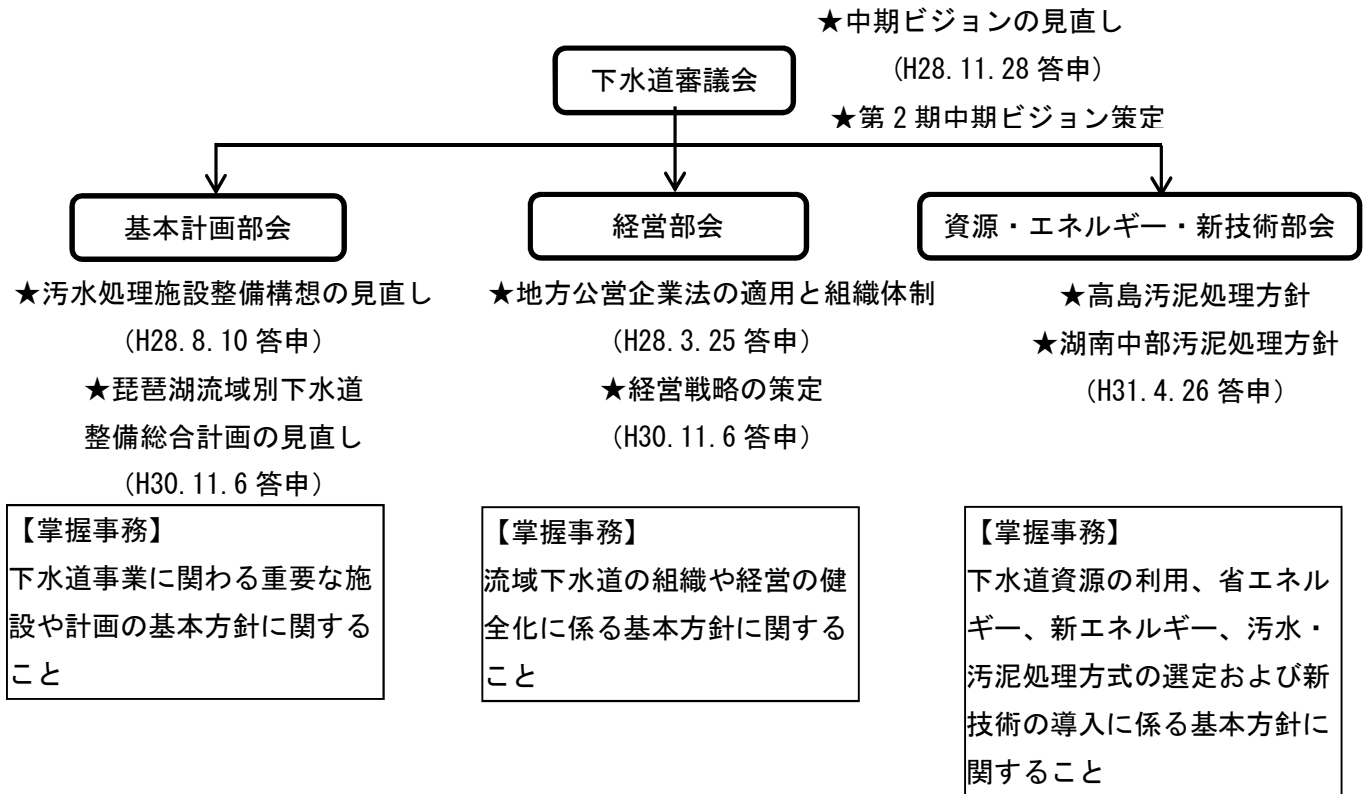 ★中期ビジョンの見直し
(H28.11.28 答申)
下水道審議会
★第２期中期ビジョン策定
基本計画部会
★汚水処理施設整備構想の見直し
(H28.8.10 答申)
★琵琶湖流域別下水道
整備総合計画の見直し
(H30.11.6 答申)
【掌握事務】
下水道事業に関わる重要な施
設や計画の基本方針に関する
こと
経営部会
★地方公営企業法の適用と組織体制
(H28.3.25 答申)
★経営戦略の策定
(H30.11.6 答申)
【掌握事務】
流域下水道の組織や経営の健
全化に係る基本方針に関する
こと
資源・エネルギー・新技術部会
★高島汚泥処理方針
★湖南中部汚泥処理方針
(H31.4.26 答申)
【掌握事務】
下水道資源の利用、省エネル
ギー、新エネルギー、汚水・
汚泥処理方式の選定および新
技術の導入に係る基本方針に
関すること